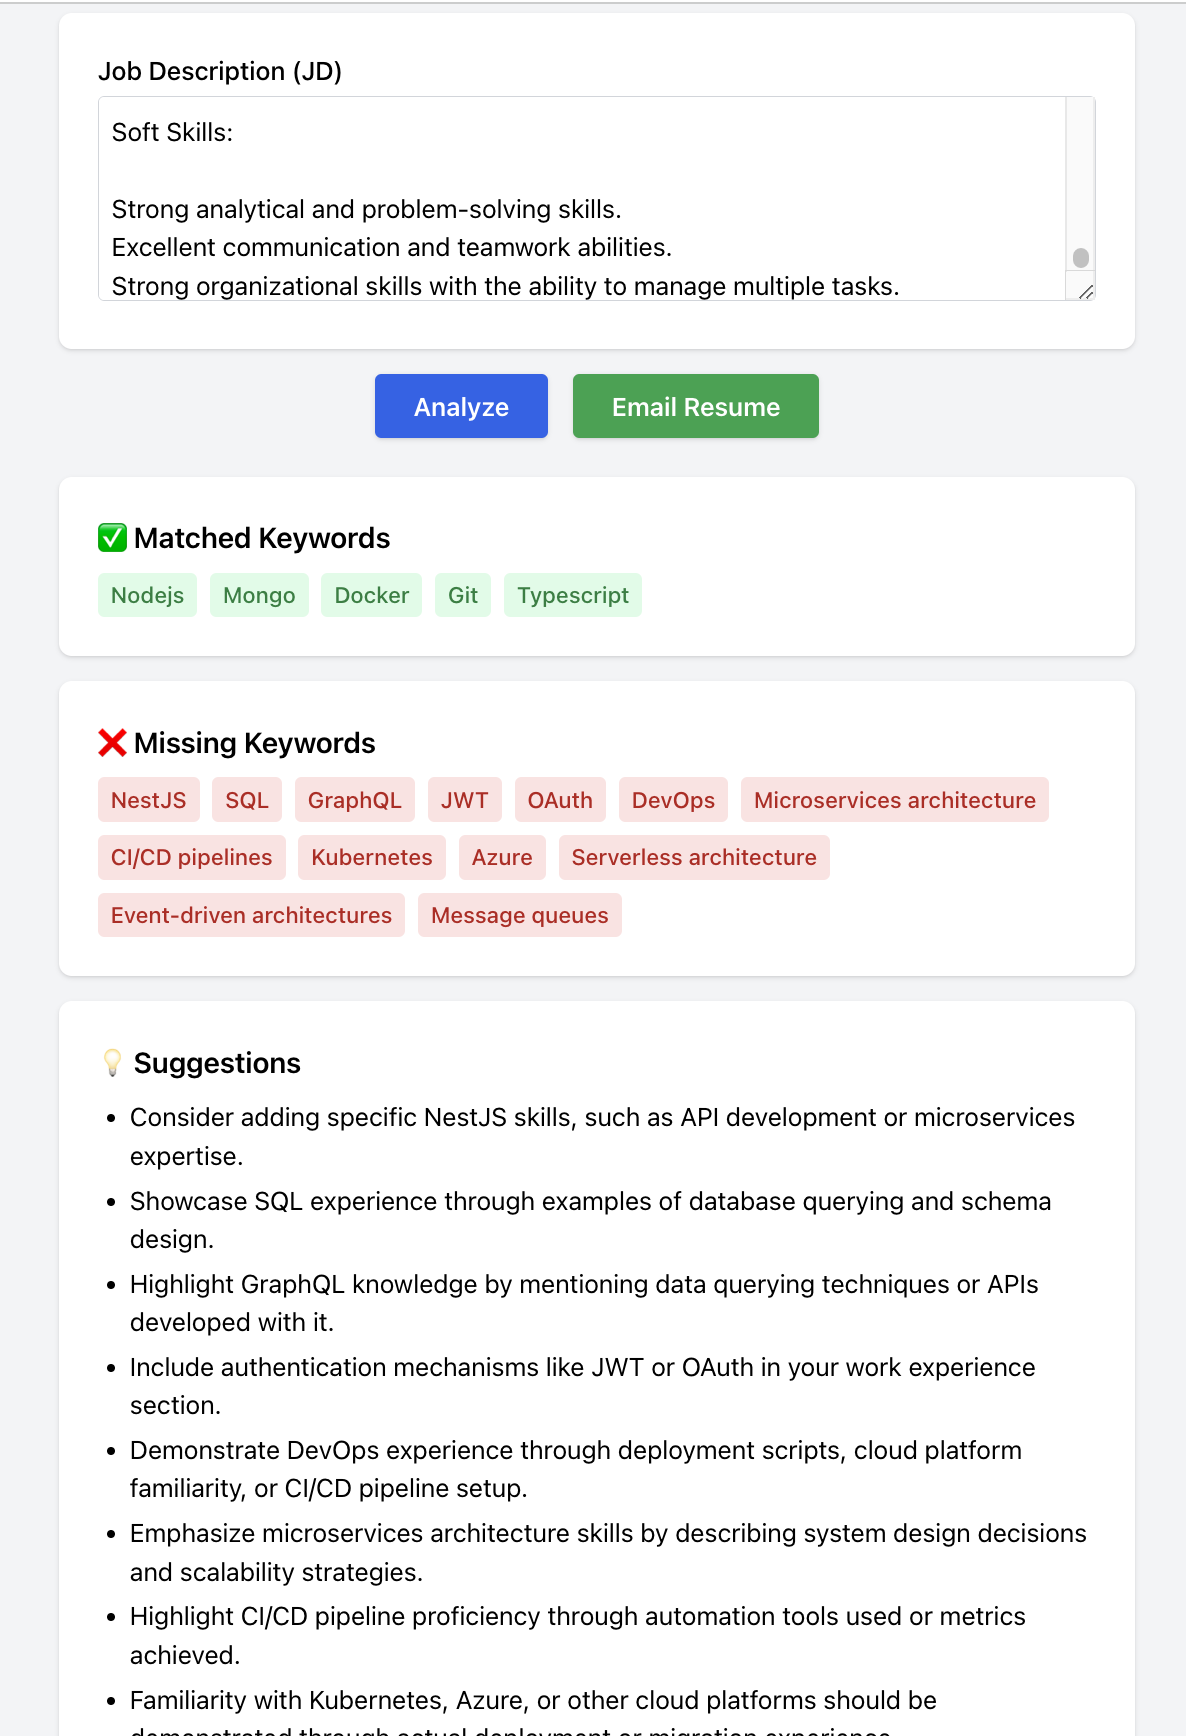 Job Description (JD)
Soft Skills:
Strong analytical and problem-solving skills.
Excellent communication and teamwork abilities.
Strong organizational skills with the ability to manage multiple tasks.
Analyze
Email Resume
Matched Keywords
Nodejs Mongo Docker Git Typescript
Missing Keywords
NestJS SQL GraphQL JWT OAuth DevOps Microservices architecture
CI/CD pipelines Kubernetes Azure Serverless architecture
Event-driven architectures Message queues
Suggestions
• Consider adding specific NestJS skills, such as API development or microservices
expertise.
• Showcase SQL experience through examples of database querying and schema
design.
• Highlight GraphQL knowledge by mentioning data querying techniques or APIs
developed with it.
• Include authentication mechanisms like JWT or OAuth in your work experience
section.
• Demonstrate DevOps experience through deployment scripts, cloud platform
familiarity, or CI/CD pipeline setup.
• Emphasize microservices architecture skills by describing system design decisions
and scalability strategies.
• Highlight CI/CD pipeline proficiency through automation tools used or metrics
achieved.
• Familiarity with Kubernetes, Azure, or other cloud platforms should be
demonstrated through actual deployment or migration experience.